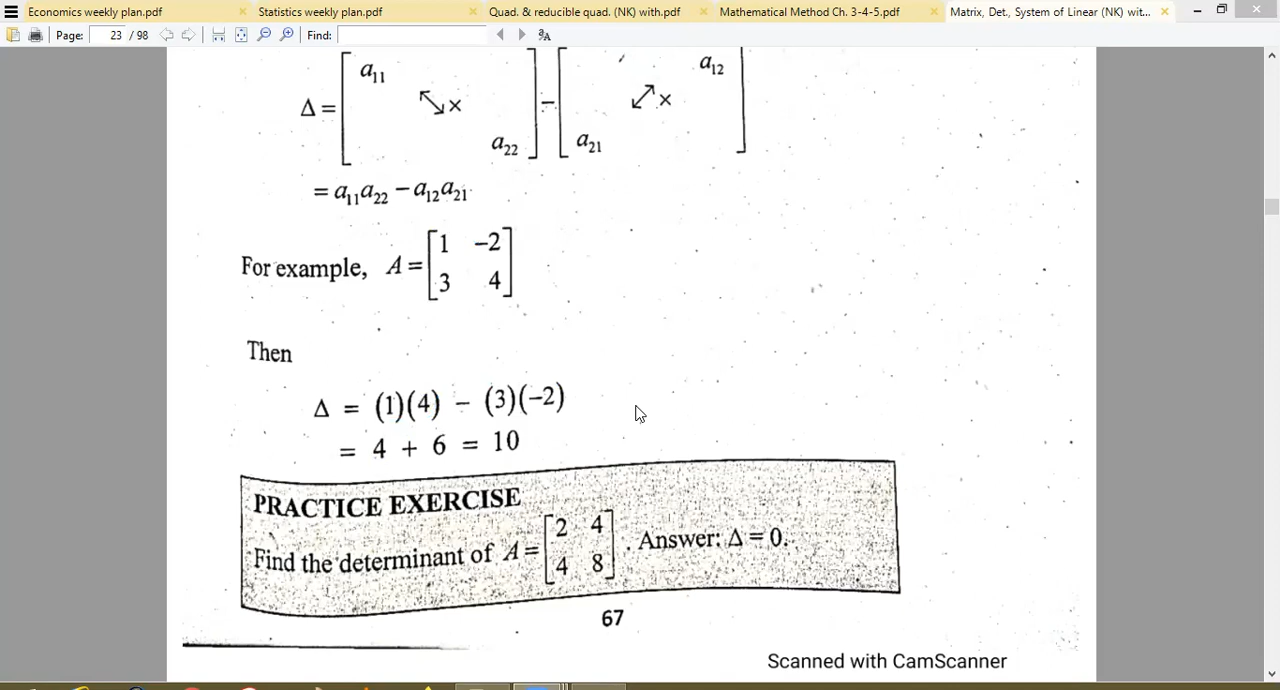 Economics weekly plan.pdf × Statistics weekly plan.pdf × Quad. & reducible quad. (NK) with.pdf × Mathematical Method Ch. 3-4-5.pdf × Matrix, Det., System of Linear (NK) wit... ×
Page: 23 / 98 Find:
a₁₁ a₁₂
Δ = × − ×
a₂₂ a₂₁
= a₁₁a₂₂ − a₁₂a₂₁
1 −2
For example, A =
3 4
Then
Δ = (1)(4) − (3)(−2)
= 4 + 6 = 10
PRACTICE EXERCISE
2 4
Find the determinant of A = . Answer: Δ = 0.
4 8
67
Scanned with CamScanner